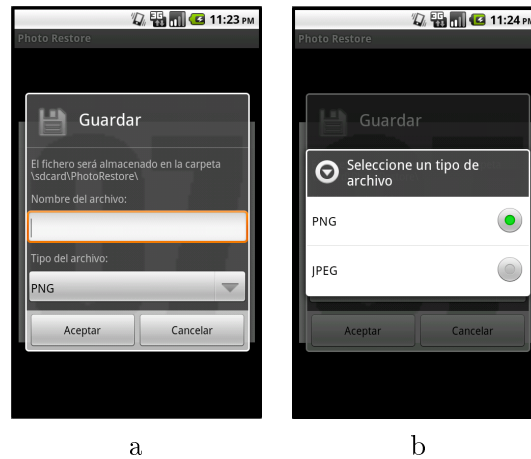 11:23 PM
Photo Restore
Guardar
El fichero será almacenado en la carpeta
\sdcard\PhotoRestore\
Nombre del archivo:
Tipo del archivo:
PNG
Aceptar
Cancelar
a
11:24 PM
Photo Restore
Guardar
Seleccione un tipo de
archivo
PNG
JPEG
Aceptar
Cancelar
b